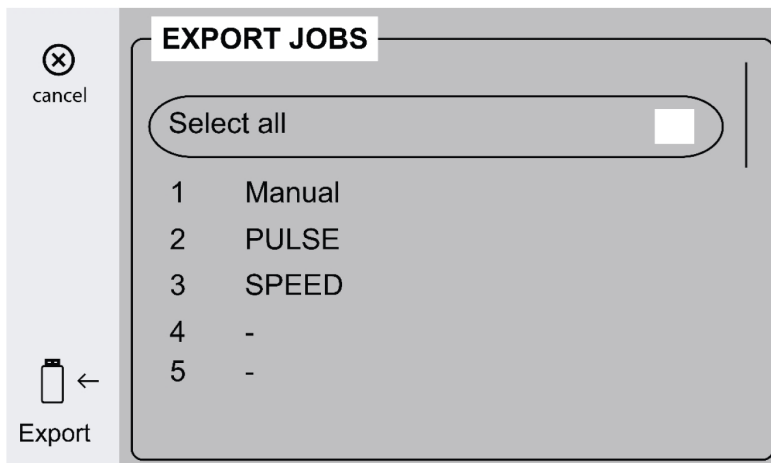 EXPORT JOBS
cancel
Select all
1 Manual
2 PULSE
3 SPEED
4 -
5 -
Export